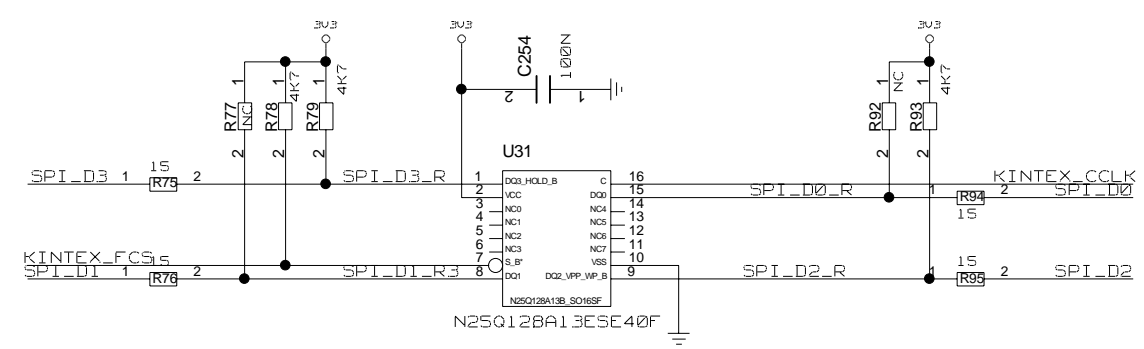 3V3
3V3
3V3
C254
100N
2
1
1
1
4K7
1
4K7
1
NC
1
4K7
R77
NC
R78
R79
R92
R93
2
2
2
2
2
U31
SPI_D3 1 15 R75 2 SPI_D3_R 1 DQ3_HOLD_B C 16 KINTEX_CCLK
2 VCC DQ0 15 SPI_D0_R 1 R94 2 SPI_D0
15
3 NC0 NC4 14
4 NC1 NC5 13
5 NC2 NC6 12
6 NC3 NC7 11
KINTEX_FCS 7 S_B* VSS 10
SPI_D1 1 15 R76 2 SPI_D1_R3 8 DQ1 DQ2_VPP_WP_B 9 SPI_D2_R 1 15 R95 2 SPI_D2
N25Q128A13B_SO16SF
N25Q128A13ESE40F